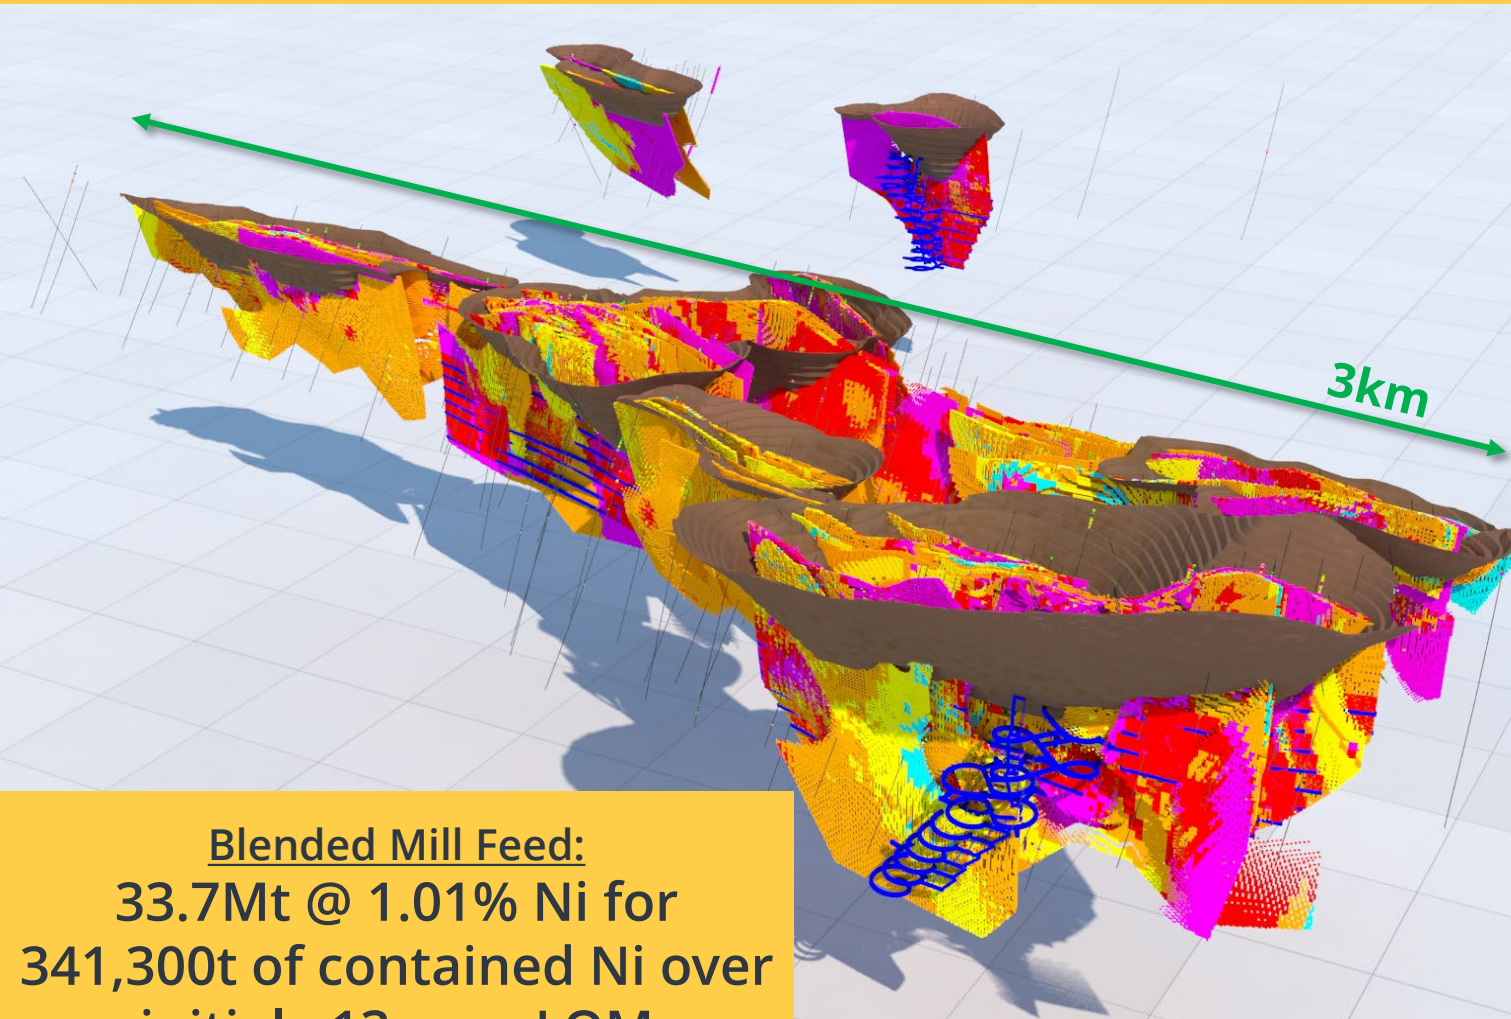 3km
Blended Mill Feed:
33.7Mt @ 1.01% Ni for
341,300t of contained Ni over